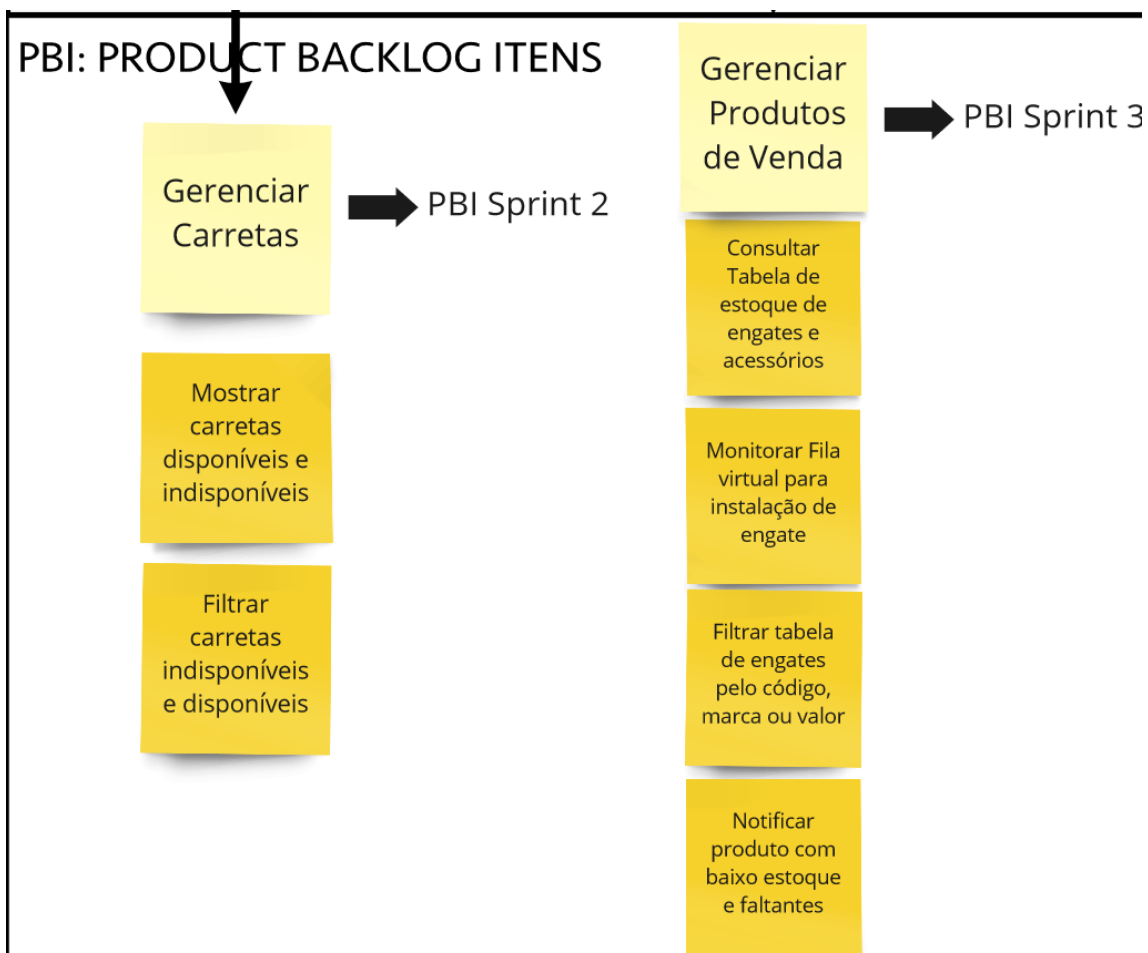 PBI: PRODUCT BACKLOG ITENS
Gerenciar
Carretas
PBI Sprint 2
Mostrar
carretas
disponíveis e
indisponíveis
Filtrar
carretas
indisponíveis
e disponíveis
Gerenciar
Produtos
de Venda
PBI Sprint 3
Consultar
Tabela de
estoque de
engates e
acessórios
Monitorar Fila
virtual para
instalação de
engate
Filtrar tabela
de engates
pelo código,
marca ou valor
Notificar
produto com
baixo estoque
e faltantes